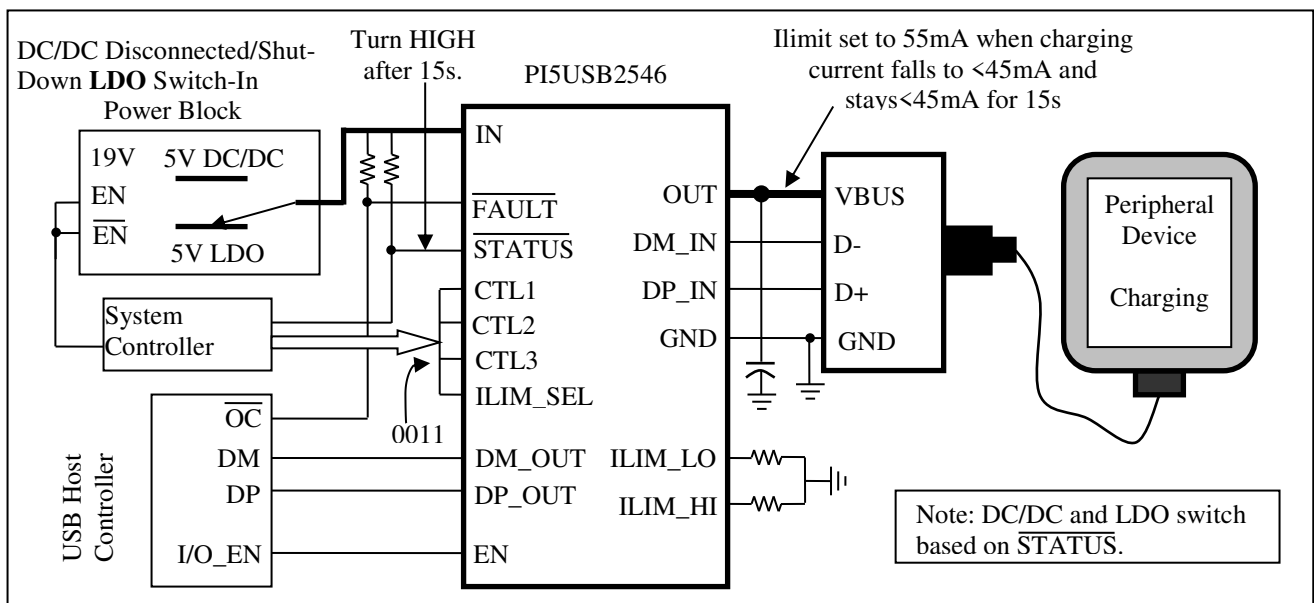 DC/DC Disconnected/Shut-
Down LDO Switch-In
Power Block
Turn HIGH
after 15s.
PI5USB2546
Ilimit set to 55mA when charging
current falls to <45mA and
stays<45mA for 15s
19V
5V DC/DC
EN
EN
5V LDO
System
Controller
USB Host
Controller
OC
DM
DP
I/O_EN
0011
IN
FAULT
STATUS
CTL1
CTL2
CTL3
ILIM_SEL
DM_OUT
DP_OUT
EN
OUT
DM_IN
DP_IN
GND
ILIM_LO
ILIM_HI
VBUS
D-
D+
GND
Peripheral
Device
Charging
Note: DC/DC and LDO switch
based on STATUS.